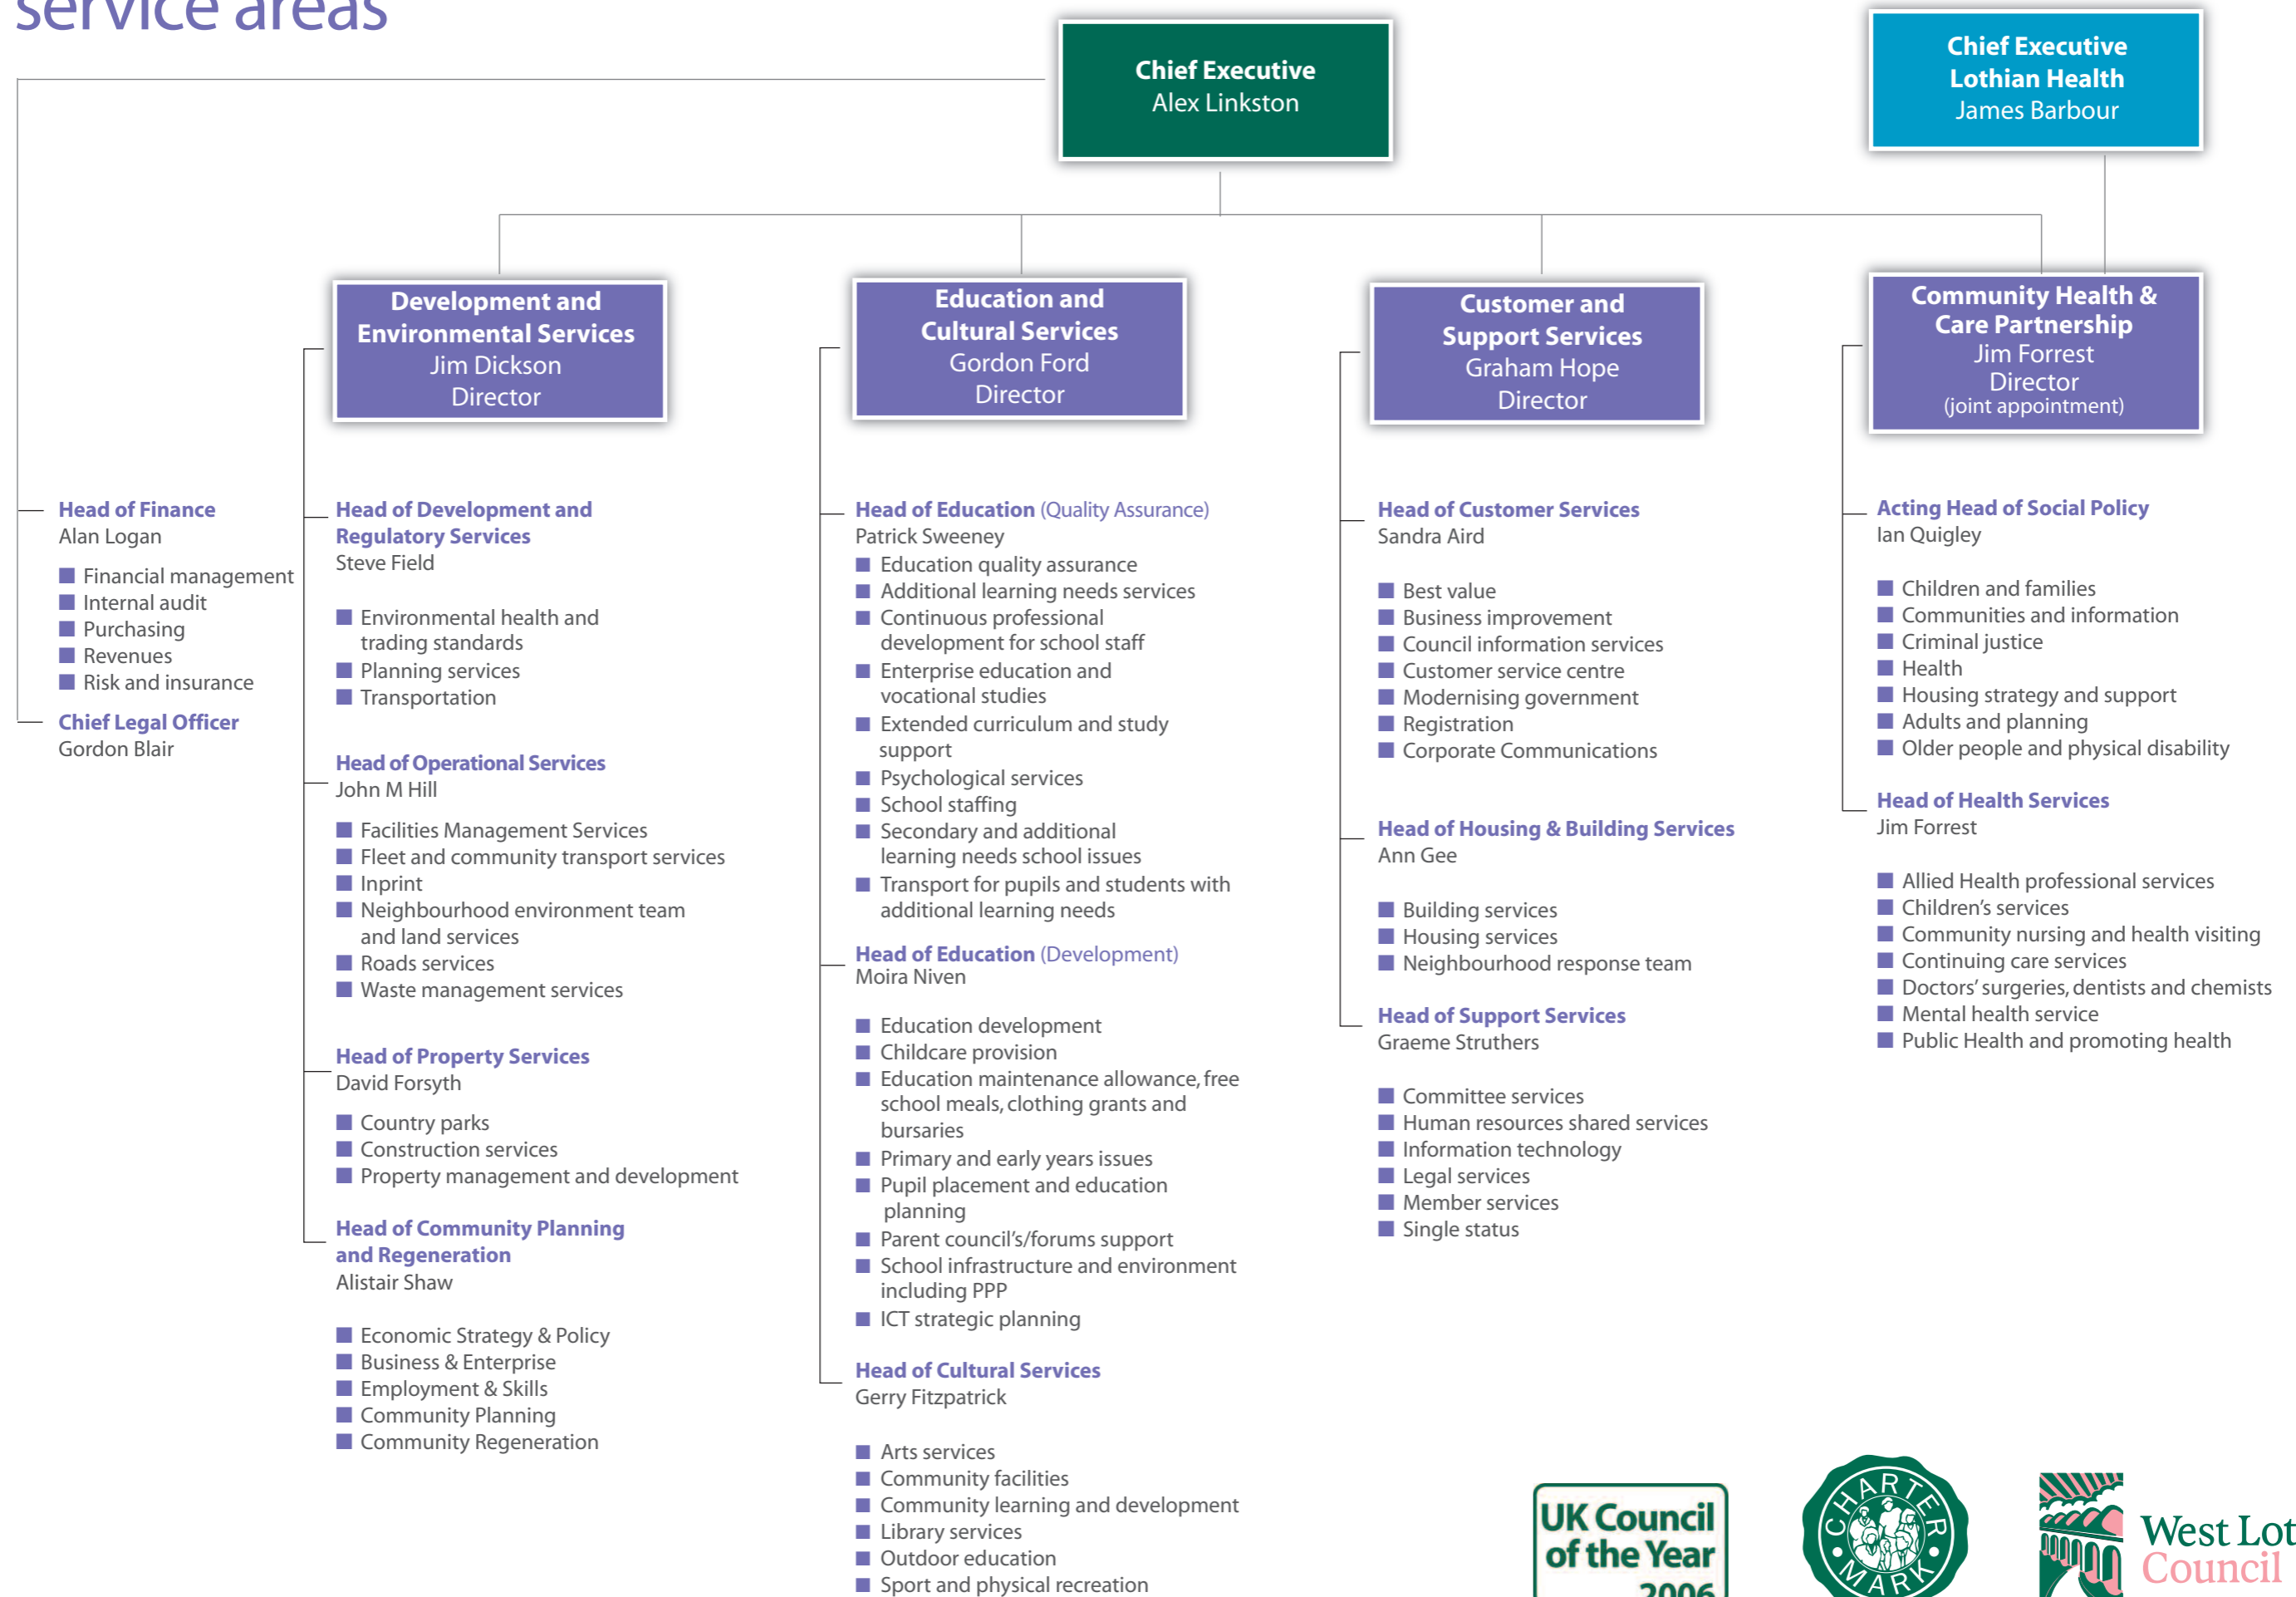 service areas
Chief Executive
Alex Linkston
Chief Executive
Lothian Health
James Barbour
Development and
Environmental Services
Jim Dickson
Director
Education and
Cultural Services
Gordon Ford
Director
Customer and
Support Services
Graham Hope
Director
Community Health &
Care Partnership
Jim Forrest
Director
(joint appointment)
Head of Finance
Alan Logan
Financial management
Internal audit
Purchasing
Revenues
Risk and insurance
Chief Legal Officer
Gordon Blair
Head of Development and
Regulatory Services
Steve Field
Environmental health and
trading standards
Planning services
Transportation
Head of Operational Services
John M Hill
Facilities Management Services
Fleet and community transport services
Inprint
Neighbourhood environment team
and land services
Roads services
Waste management services
Head of Property Services
David Forsyth
Country parks
Construction services
Property management and development
Head of Community Planning
and Regeneration
Alistair Shaw
Economic Strategy & Policy
Business & Enterprise
Employment & Skills
Community Planning
Community Regeneration
Head of Education (Quality Assurance)
Patrick Sweeney
Education quality assurance
Additional learning needs services
Continuous professional
development for school staff
Enterprise education and
vocational studies
Extended curriculum and study
support
Psychological services
School staffing
Secondary and additional
learning needs school issues
Transport for pupils and students with
additional learning needs
Head of Education (Development)
Moira Niven
Education development
Childcare provision
Education maintenance allowance, free
school meals, clothing grants and
bursaries
Primary and early years issues
Pupil placement and education
planning
Parent council's/forums support
School infrastructure and environment
including PPP
ICT strategic planning
Head of Cultural Services
Gerry Fitzpatrick
Arts services
Community facilities
Community learning and development
Library services
Outdoor education
Sport and physical recreation
Head of Customer Services
Sandra Aird
Best value
Business improvement
Council information services
Customer service centre
Modernising government
Registration
Corporate Communications
Head of Housing & Building Services
Ann Gee
Building services
Housing services
Neighbourhood response team
Head of Support Services
Graeme Struthers
Committee services
Human resources shared services
Information technology
Legal services
Member services
Single status
Acting Head of Social Policy
Ian Quigley
Children and families
Communities and information
Criminal justice
Health
Housing strategy and support
Adults and planning
Older people and physical disability
Head of Health Services
Jim Forrest
Allied Health professional services
Children's services
Community nursing and health visiting
Continuing care services
Doctors' surgeries, dentists and chemists
Mental health service
Public Health and promoting health
UK Council
of the Year
2006
CHARTER
MARK
West Lot
Council